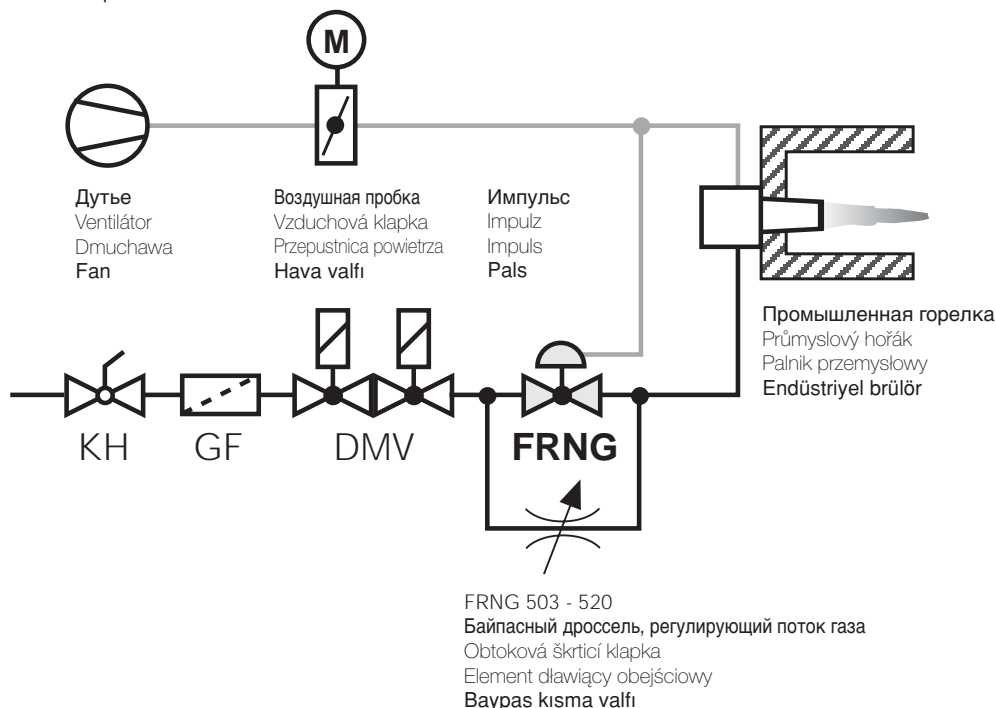 M
Дутье
Ventilátor
Dmuchawa
Fan
Воздушная пробка
Vzduchová klapka
Przepustnica powietrza
Hava valfı
Импульс
Impulz
Impuls
Pals
Промышленная горелка
Průmyslový hořák
Palnik przemysłowy
Endüstriyel brülör
KH
GF
DMV
FRNG
FRNG 503 - 520
Байпасный дроссель, регулирующий поток газа
Obtoková škrticí klapka
Element dławiący obejściowy
Baypas kısma valfı